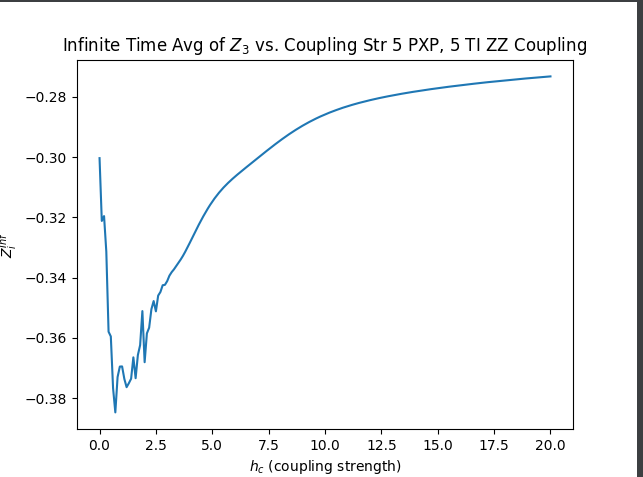 Infinite Time Avg of Z₃ vs. Coupling Str 5 PXP, 5 TI ZZ Coupling
−0.28
−0.30
−0.32
−0.34
−0.36
−0.38
Zᵢⁱⁿᶠ
0.0 2.5 5.0 7.5 10.0 12.5 15.0 17.5 20.0
h_c (coupling strength)